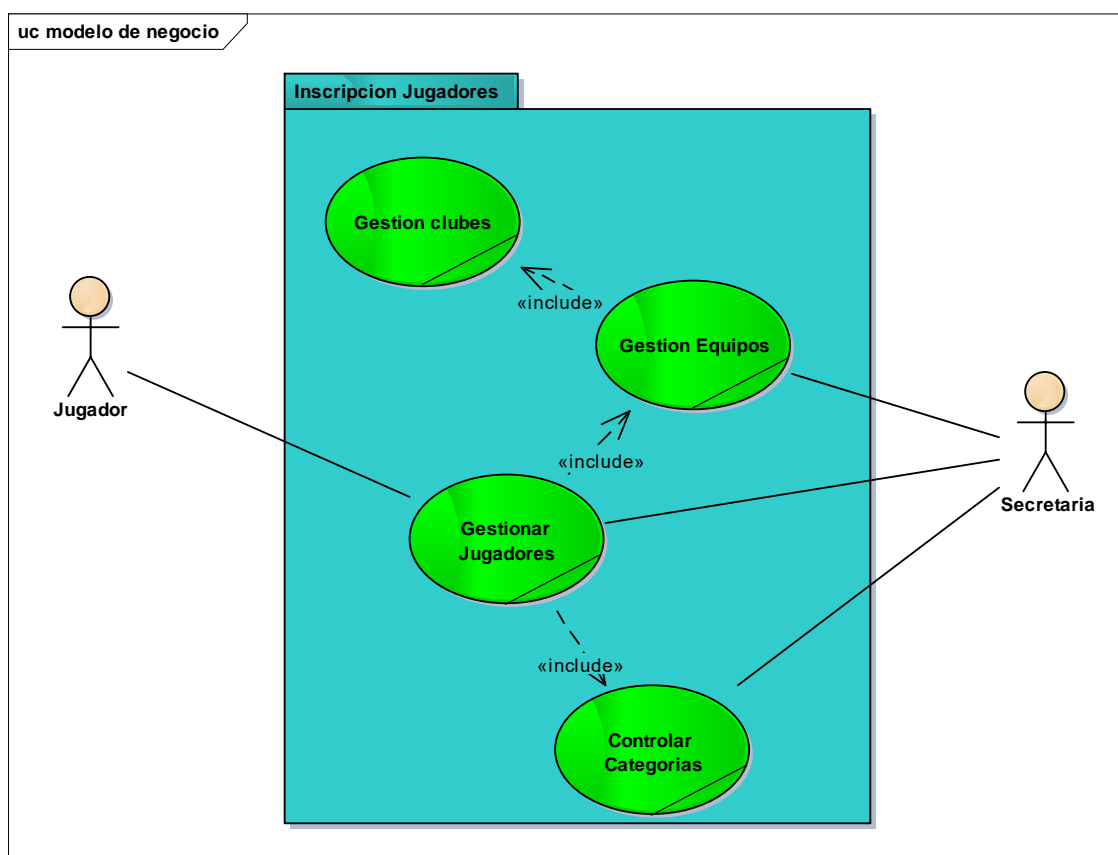 uc modelo de negocio
Inscripcion Jugadores
Gestion clubes
«include»
Gestion Equipos
Jugador
«include»
Secretaria
Gestionar
Jugadores
«include»
Controlar
Categorias